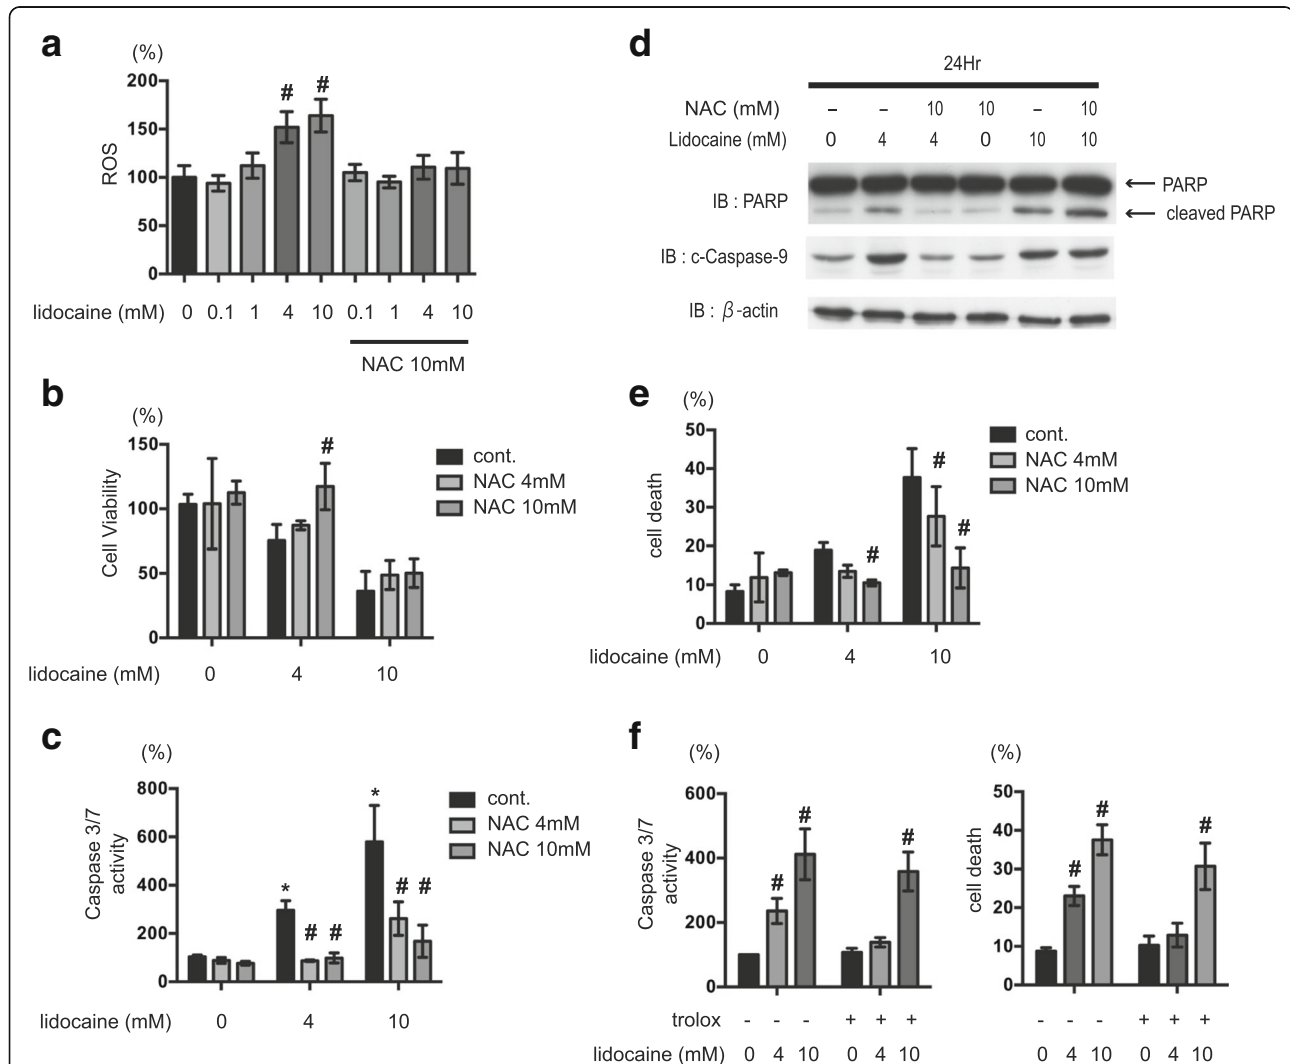 a
(%)
200
150
100
50
0
ROS
# #
lidocaine (mM) 0 0.1 1 4 10 0.1 1 4 10
NAC 10mM
b
(%)
150
100
50
0
Cell Viability
#
cont.
NAC 4mM
NAC 10mM
lidocaine (mM) 0 4 10
c
(%)
800
600
400
200
0
Caspase 3/7
activity
* # # * # #
cont.
NAC 4mM
NAC 10mM
lidocaine (mM) 0 4 10
d
24Hr
NAC (mM) – – 10 10 – 10
Lidocaine (mM) 0 4 4 0 10 10
IB : PARP
← PARP
← cleaved PARP
IB : c-Caspase-9
IB : β-actin
e
(%)
50
40
30
20
10
0
cell death
# # #
cont.
NAC 4mM
NAC 10mM
lidocaine (mM) 0 4 10
f
(%)
600
400
200
0
Caspase 3/7
activity
# # #
(%)
50
40
30
20
10
0
cell death
# # #
trolox - - - + + + - - - + + +
lidocaine (mM) 0 4 10 0 4 10 0 4 10 0 4 10